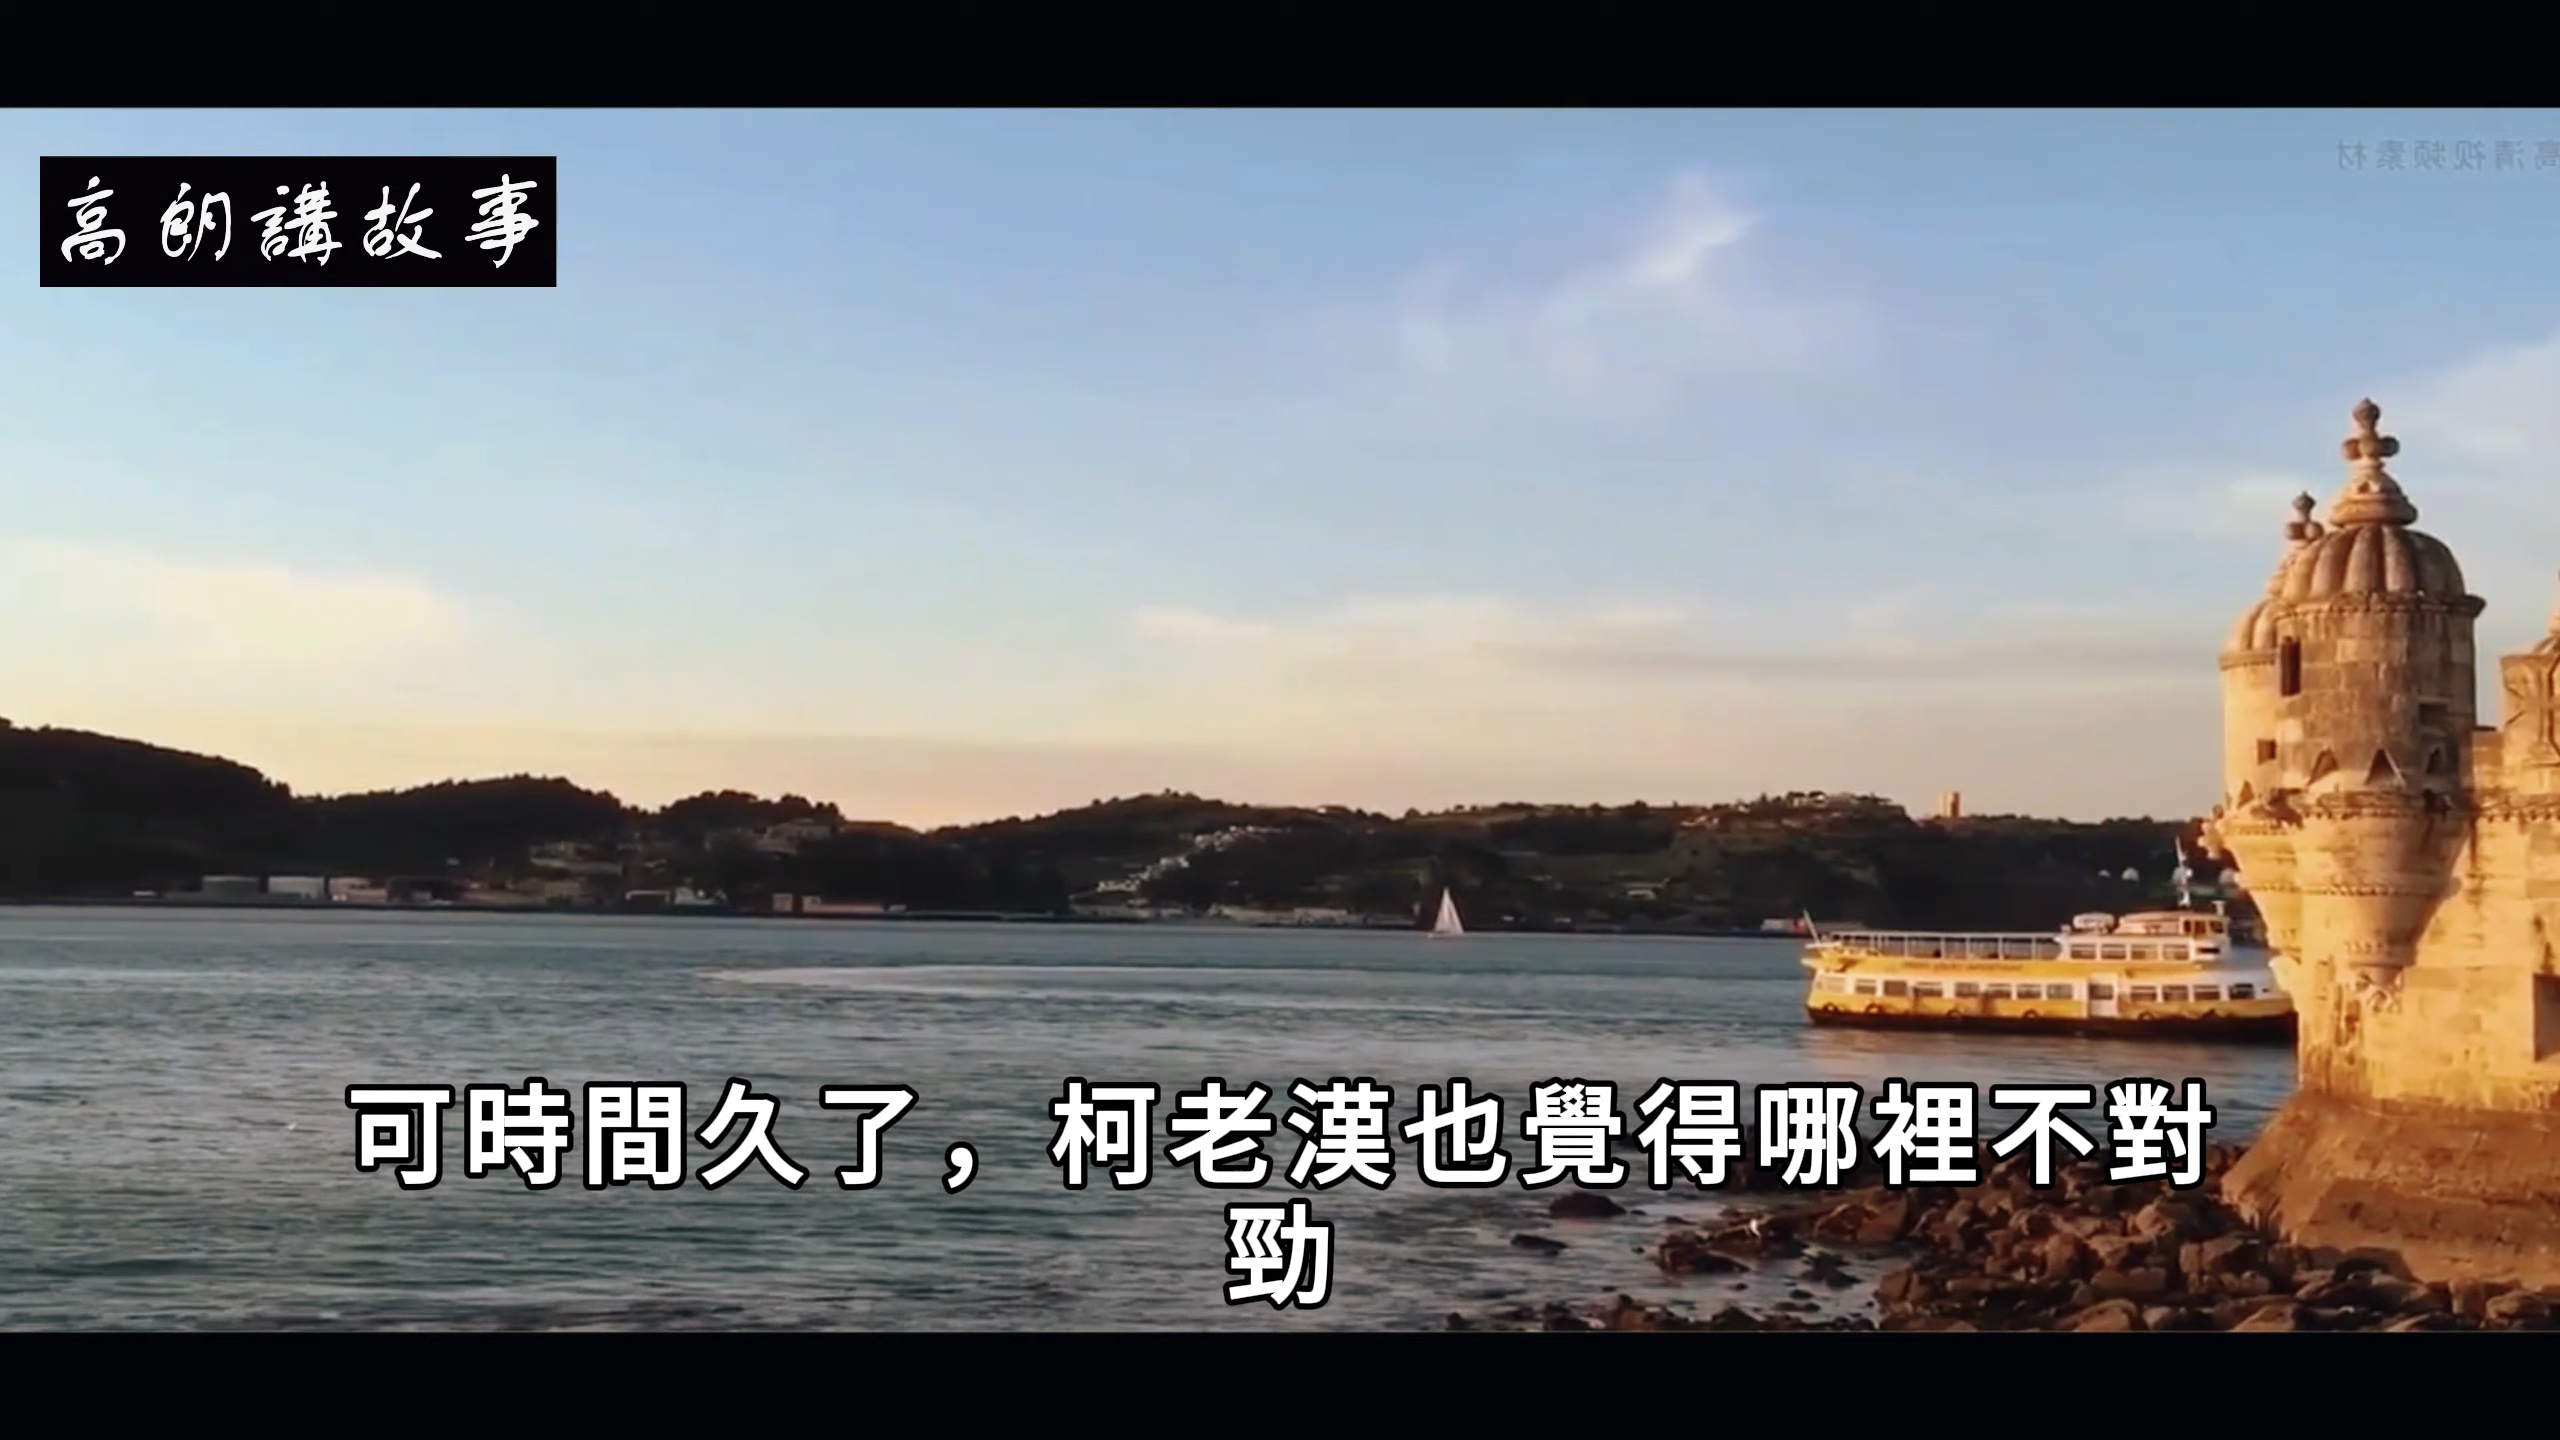 高清视频素材
高朗講故事
可時間久了，柯老漢也覺得哪裡不對
勁